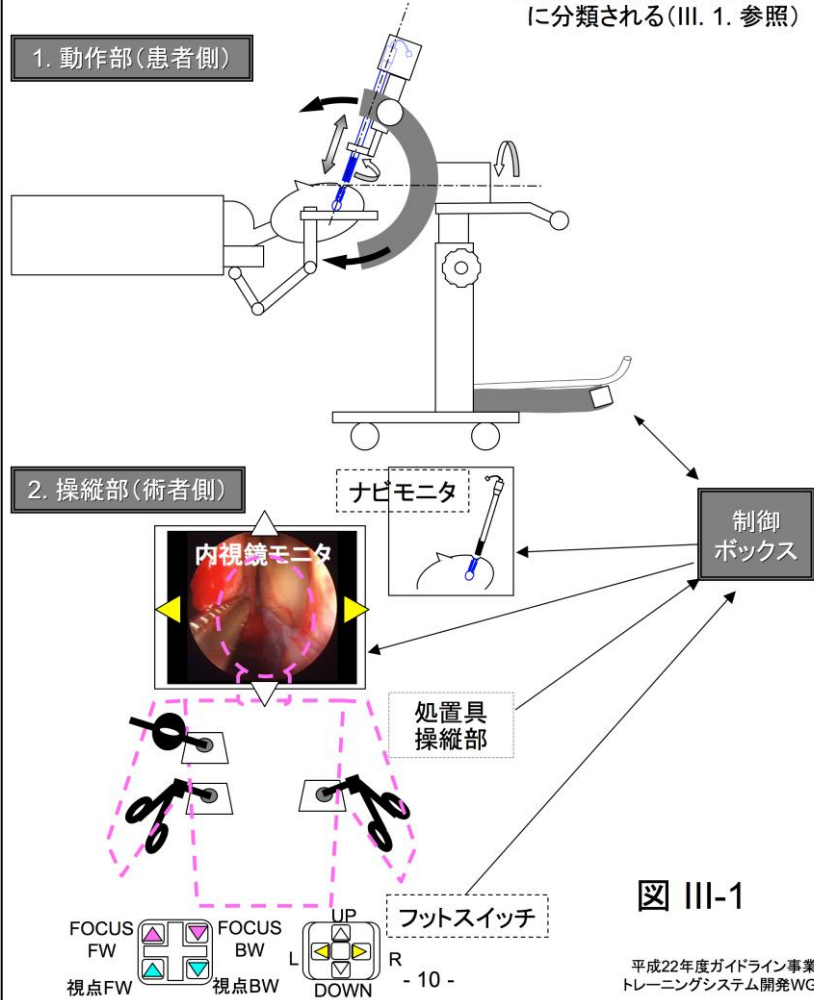 に分類される(III. 1. 参照)
1. 動作部(患者側)
2. 操縦部(術者側)
ナビモニタ
内視鏡モニタ
制御
ボックス
処置具
操縦部
フットスイッチ
図 III-1
FOCUS
FW
FOCUS
BW
視点FW
視点BW
UP
L
R
DOWN
- 10 -
平成22年度ガイドライン事業
トレーニングシステム開発WG